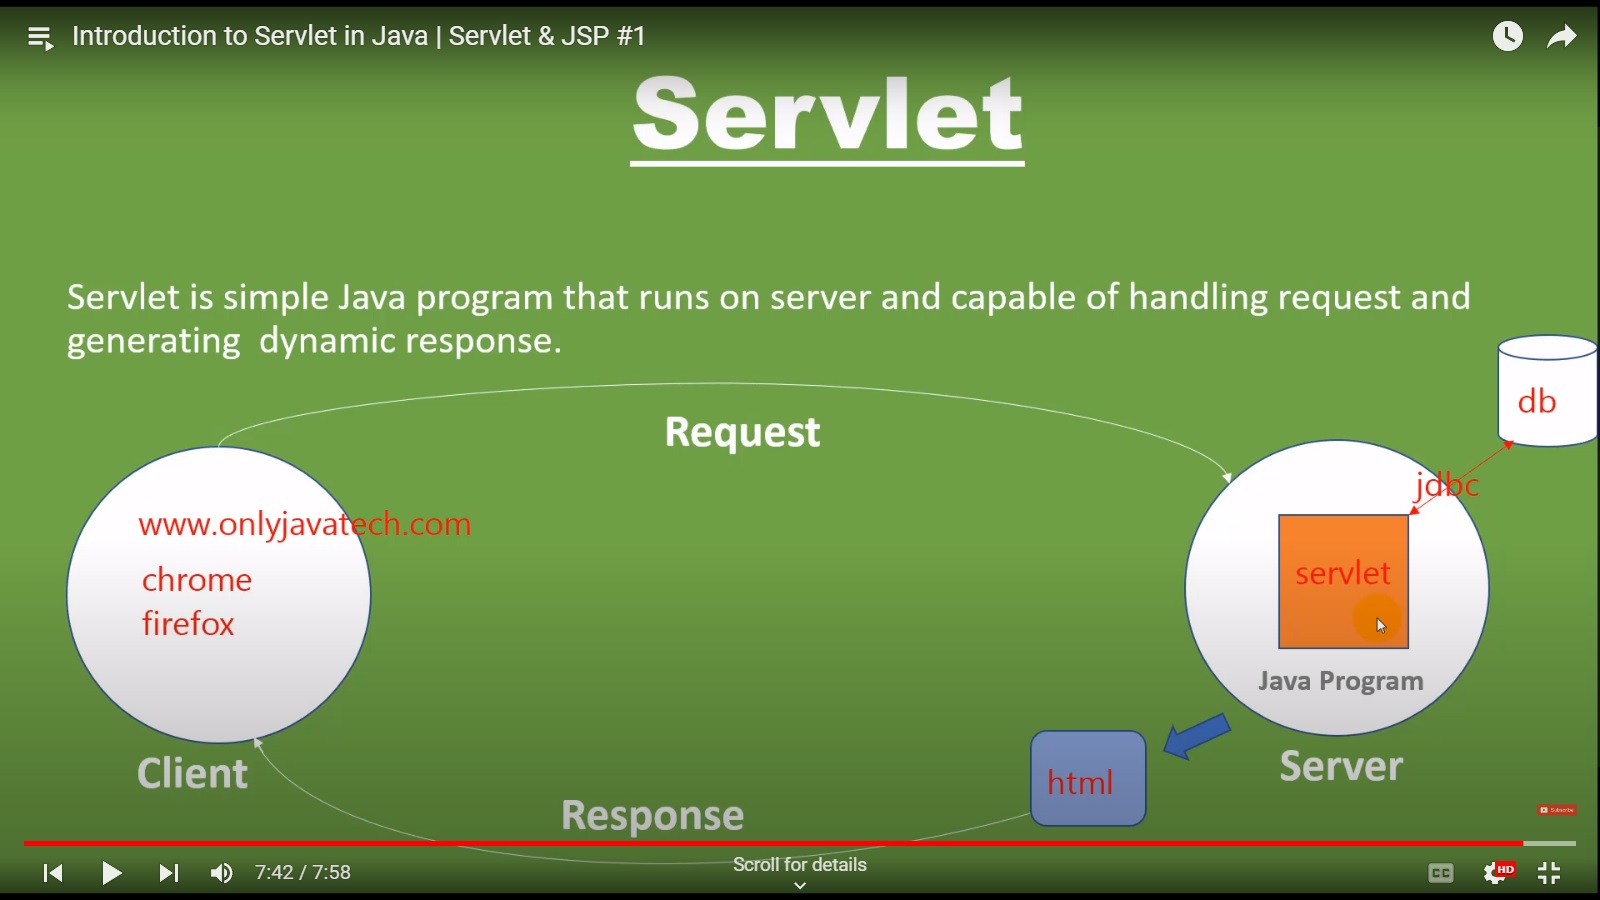 Introduction to Servlet in Java | Servlet & JSP #1
Servlet
Servlet is simple Java program that runs on server and capable of handling request and
generating dynamic response.
db
Request
jdbc
www.onlyjavatech.com
chrome
firefox
servlet
Java Program
Client
Server
html
Response
Subscribe
Scroll for details
7:42 / 7:58
CC
HD